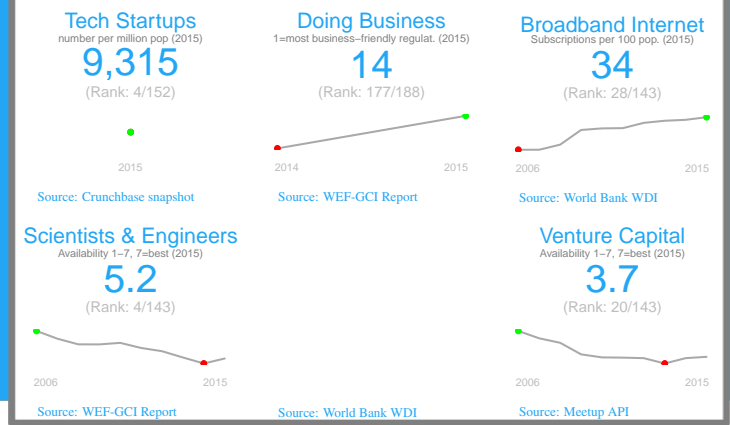 Tech Startups
number per million pop (2015)
9,315
(Rank: 4/152)
2015
Source: Crunchbase snapshot
Doing Business
1=most business−friendly regulat. (2015)
14
(Rank: 177/188)
2014 2015
Source: WEF-GCI Report
Broadband Internet
Subscriptions per 100 pop. (2015)
34
(Rank: 28/143)
2006 2015
Source: World Bank WDI
Scientists & Engineers
Availability 1−7, 7=best (2015)
5.2
(Rank: 4/143)
2006 2015
Source: WEF-GCI Report
Source: World Bank WDI
Venture Capital
Availability 1−7, 7=best (2015)
3.7
(Rank: 20/143)
2006 2015
Source: Meetup API